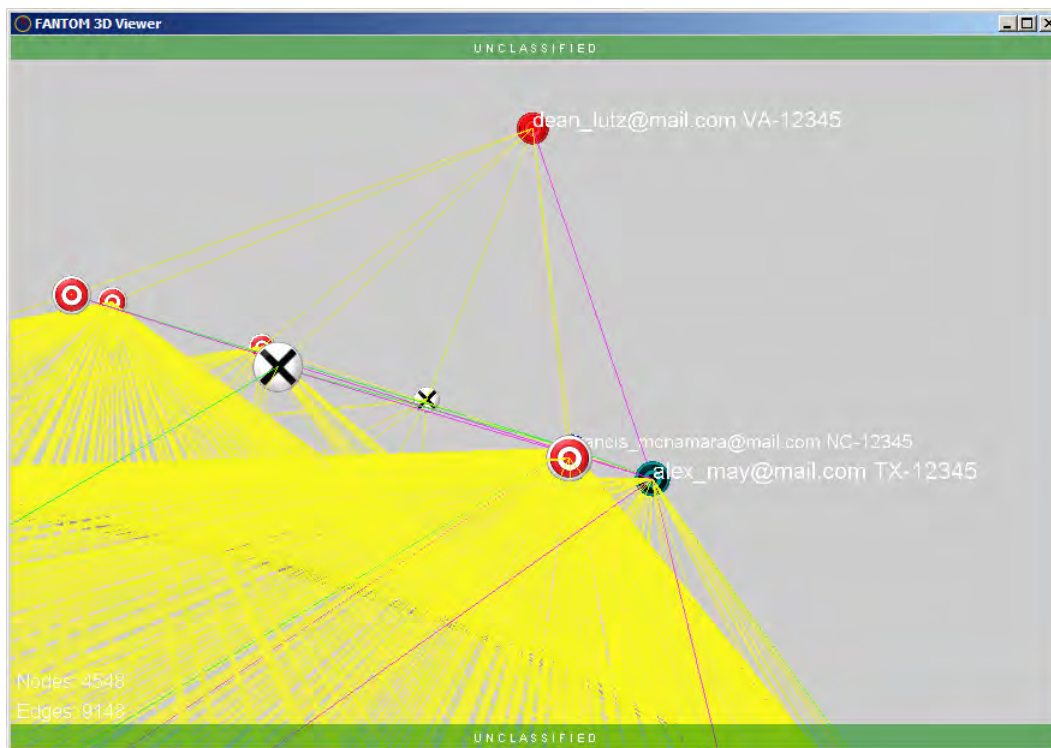 FANTOM 3D Viewer
UNCLASSIFIED
dean_lutz@mail.com VA-12345
ancis_mcnamara@mail.com NC-12345
alex_may@mail.com TX-12345
Nodes: 4548
Edges: 9148
UNCLASSIFIED